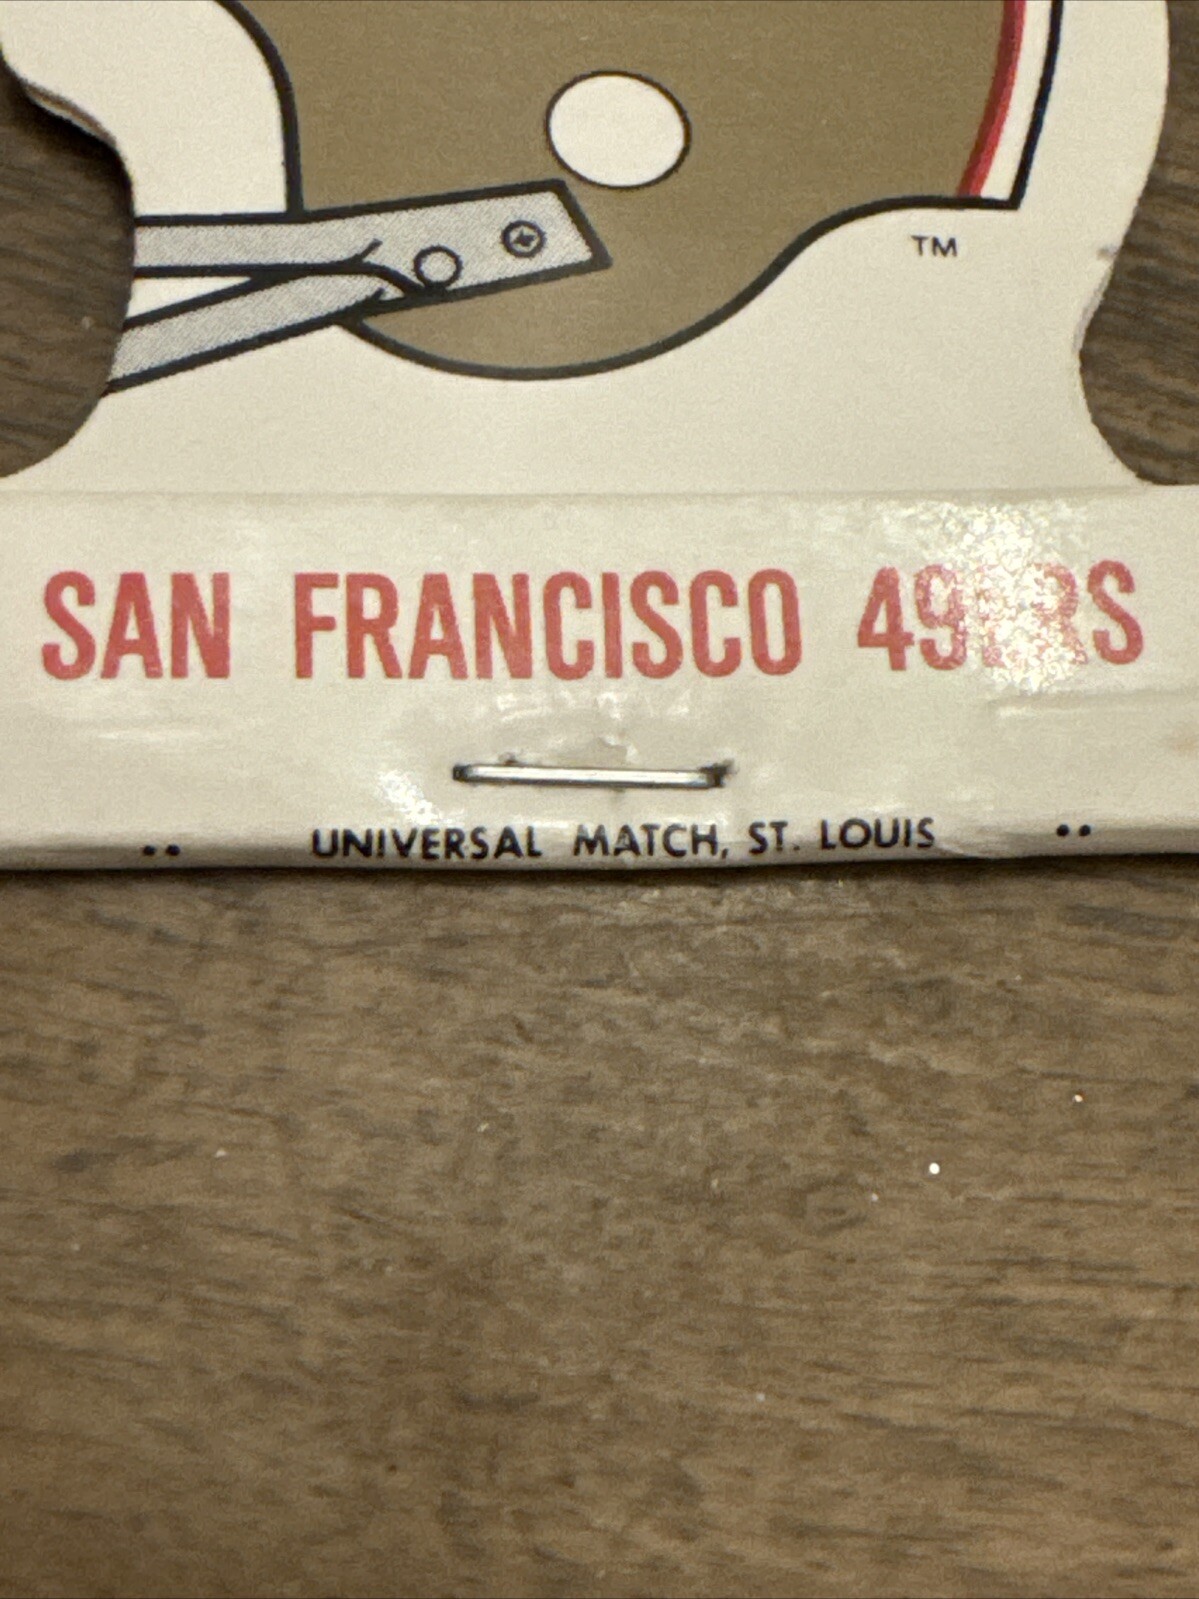 TM
SAN FRANCISCO 49ERS
UNIVERSAL MATCH, ST. LOUIS